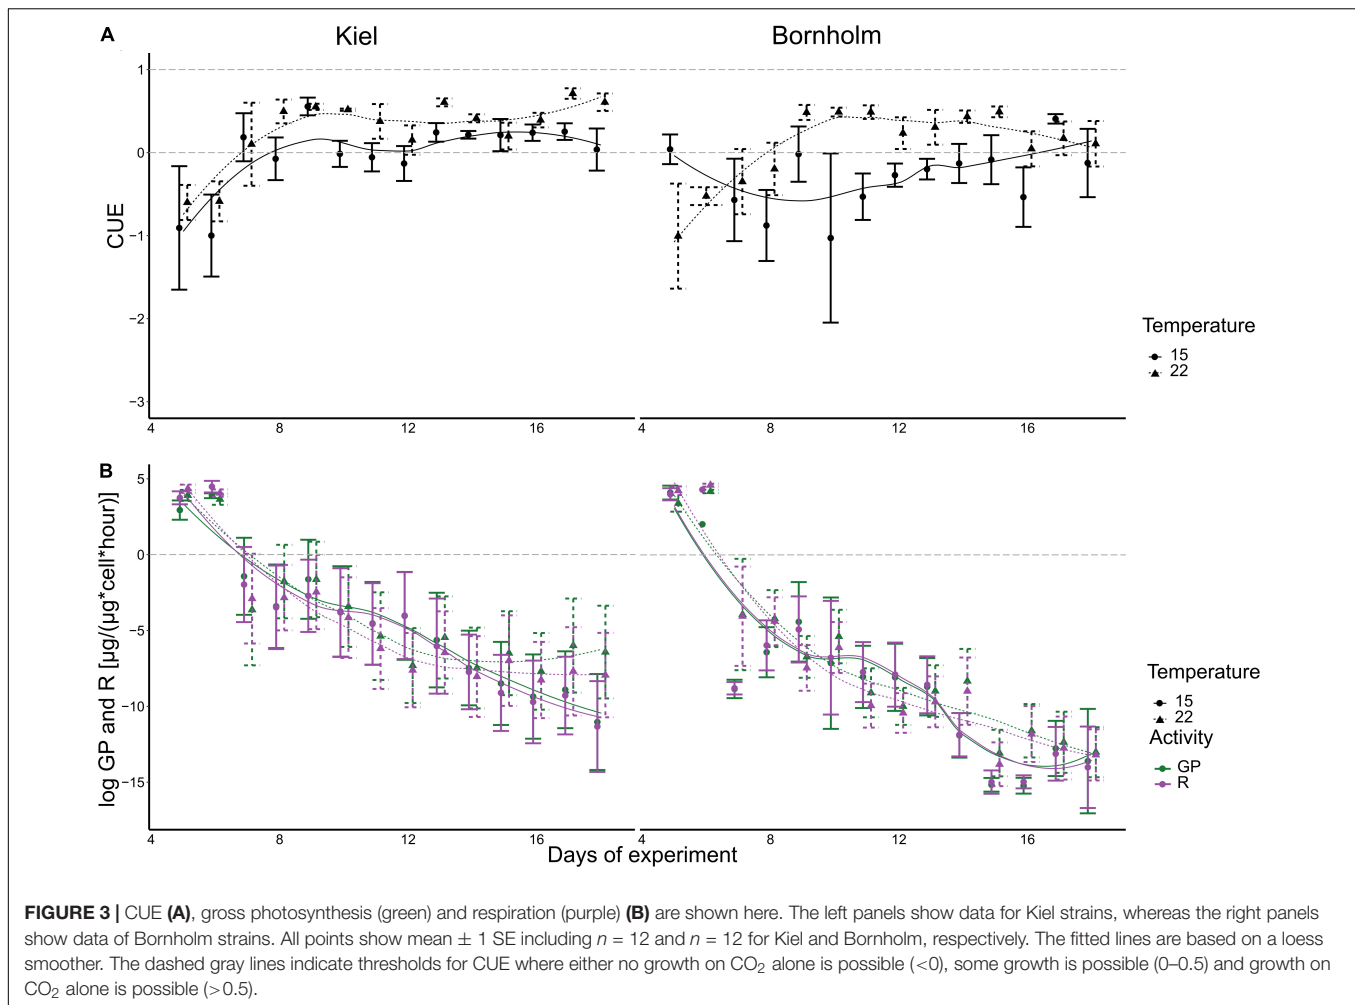 A
Kiel
Bornholm
CUE
1
0
−1
−2
−3
4 8 12 16
4 8 12 16
Temperature
15
22
B
log GP and R [µg/(µg*cell*hour)]
5
0
−5
−10
−15
4 8 12 16
4 8 12 16
Days of experiment
Temperature
15
22
Activity
GP
R
FIGURE 3 | CUE (A), gross photosynthesis (green) and respiration (purple) (B) are shown here. The left panels show data for Kiel strains, whereas the right panels
show data of Bornholm strains. All points show mean ± 1 SE including n = 12 and n = 12 for Kiel and Bornholm, respectively. The fitted lines are based on a loess
smoother. The dashed gray lines indicate thresholds for CUE where either no growth on CO₂ alone is possible (<0), some growth is possible (0–0.5) and growth on
CO₂ alone is possible (>0.5).